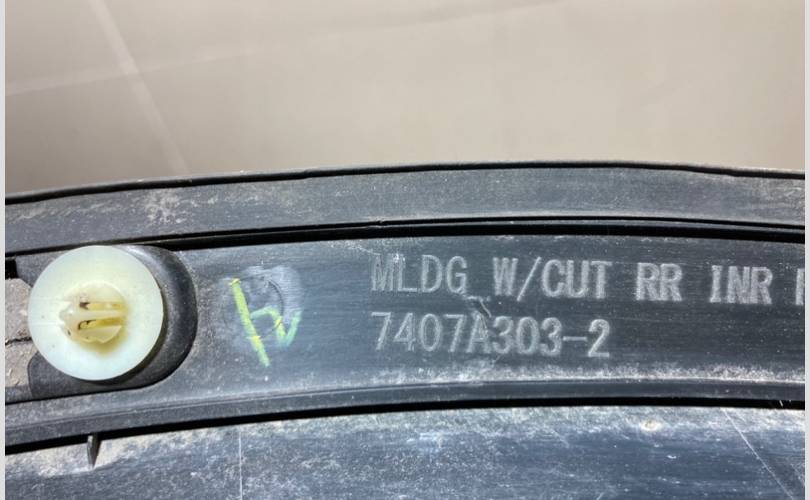 MLDG W/CUT RR INR
7407A303-2